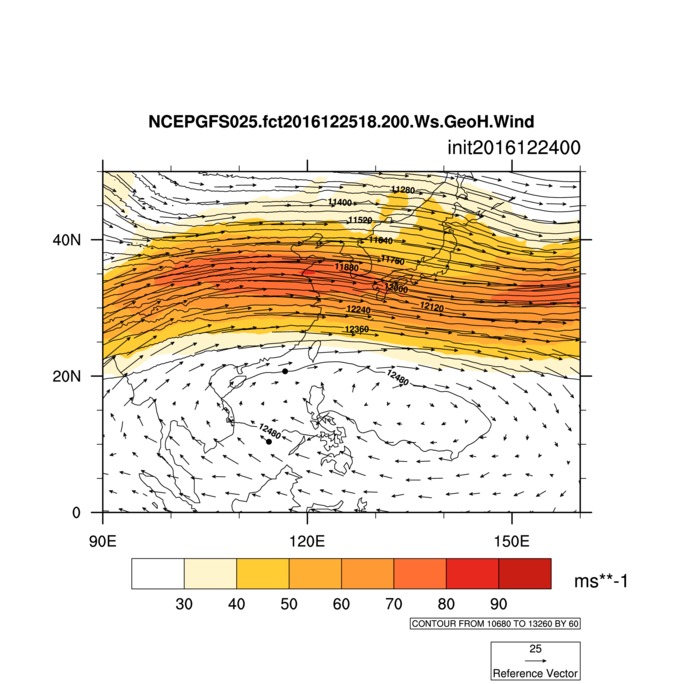 NCEPGFS025.fct2016122518.200.Ws.GeoH.Wind
init2016122400
11280
11400
11520
40N
11640
11760
11880
12000
12120
12240
12360
20N
12480
12480
0
90E 120E 150E
ms**-1
30 40 50 60 70 80 90
CONTOUR FROM 10680 TO 13260 BY 60
25
Reference Vector